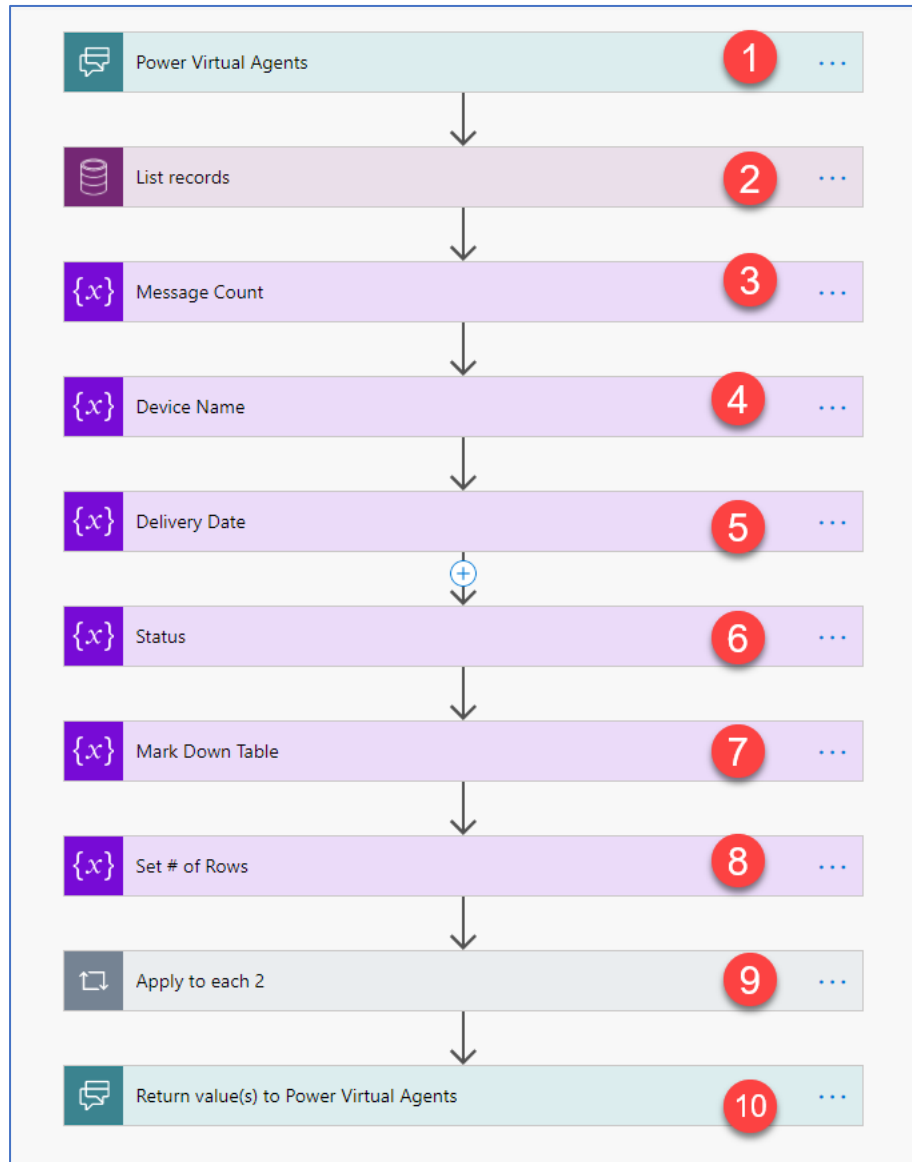 Power Virtual Agents 1 ...
List records 2 ...
{x} Message Count 3 ...
{x} Device Name 4 ...
{x} Delivery Date 5 ...
{x} Status 6 ...
{x} Mark Down Table 7 ...
{x} Set # of Rows 8 ...
Apply to each 2 9 ...
Return value(s) to Power Virtual Agents 10 ...